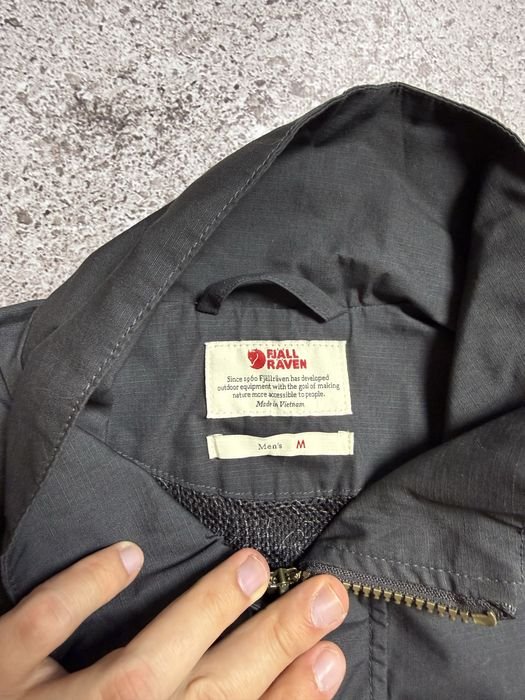 FJÄLL
RÄVEN
Since 1960 Fjällräven has developed
outdoor equipment with the goal of making
nature more accessible to people.
Made in Vietnam
Men's M